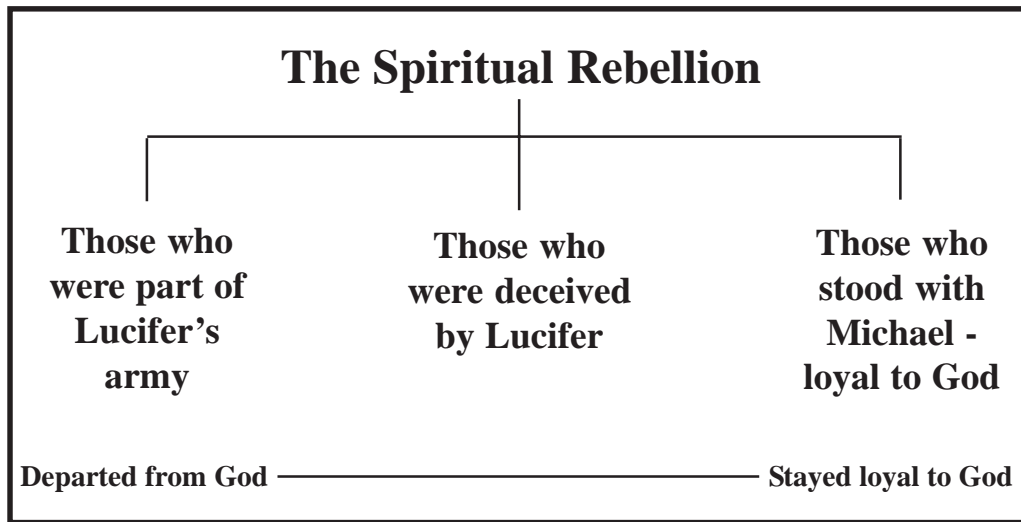 The Spiritual Rebellion
Those who
were part of
Lucifer’s
army
Those who
were deceived
by Lucifer
Those who
stood with
Michael -
loyal to God
Departed from God
Stayed loyal to God